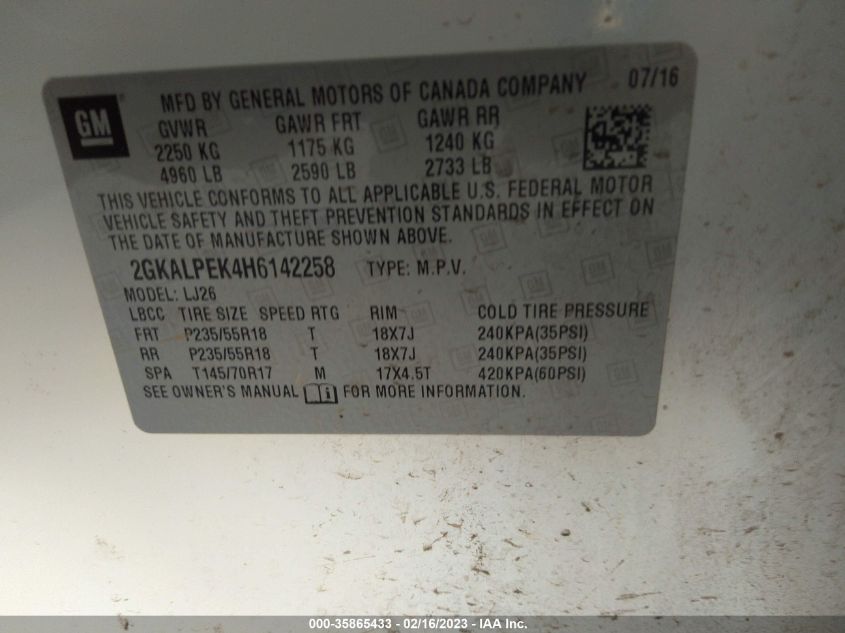 GM
MFD BY GENERAL MOTORS OF CANADA COMPANY 07/16
GVWR GAWR FRT GAWR RR
2250 KG 1175 KG 1240 KG
4960 LB 2590 LB 2733 LB
THIS VEHICLE CONFORMS TO ALL APPLICABLE U.S. FEDERAL MOTOR
VEHICLE SAFETY AND THEFT PREVENTION STANDARDS IN EFFECT ON
THE DATE OF MANUFACTURE SHOWN ABOVE.
2GKALPEK4H6142258 TYPE: M.P.V.
MODEL: LJ26
LBCC TIRE SIZE SPEED RTG RIM COLD TIRE PRESSURE
FRT P235/55R18 T 18X7J 240KPA(35PSI)
RR P235/55R18 T 18X7J 240KPA(35PSI)
SPA T145/70R17 M 17X4.5T 420KPA(60PSI)
SEE OWNER'S MANUAL FOR MORE INFORMATION.
000-35865433 - 02/16/2023 - IAA Inc.